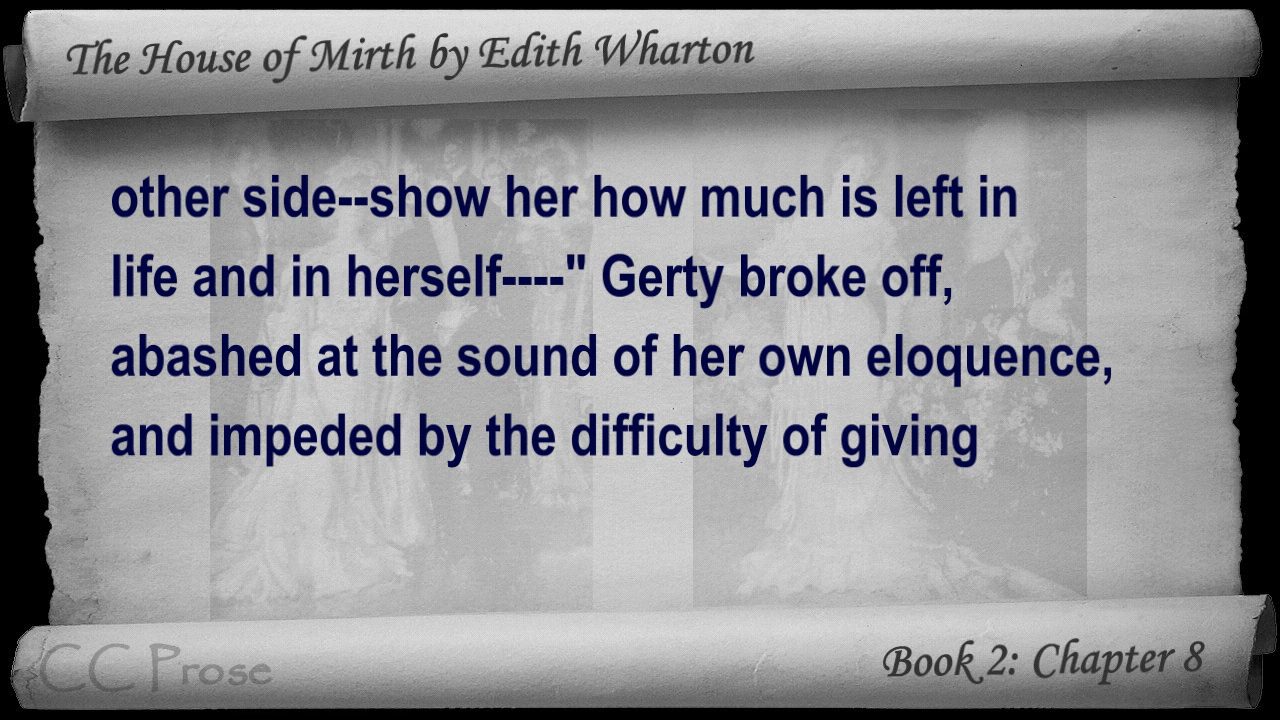 The House of Mirth by Edith Wharton
other side--show her how much is left in
life and in herself----" Gerty broke off,
abashed at the sound of her own eloquence,
and impeded by the difficulty of giving
CC Prose
Book 2: Chapter 8